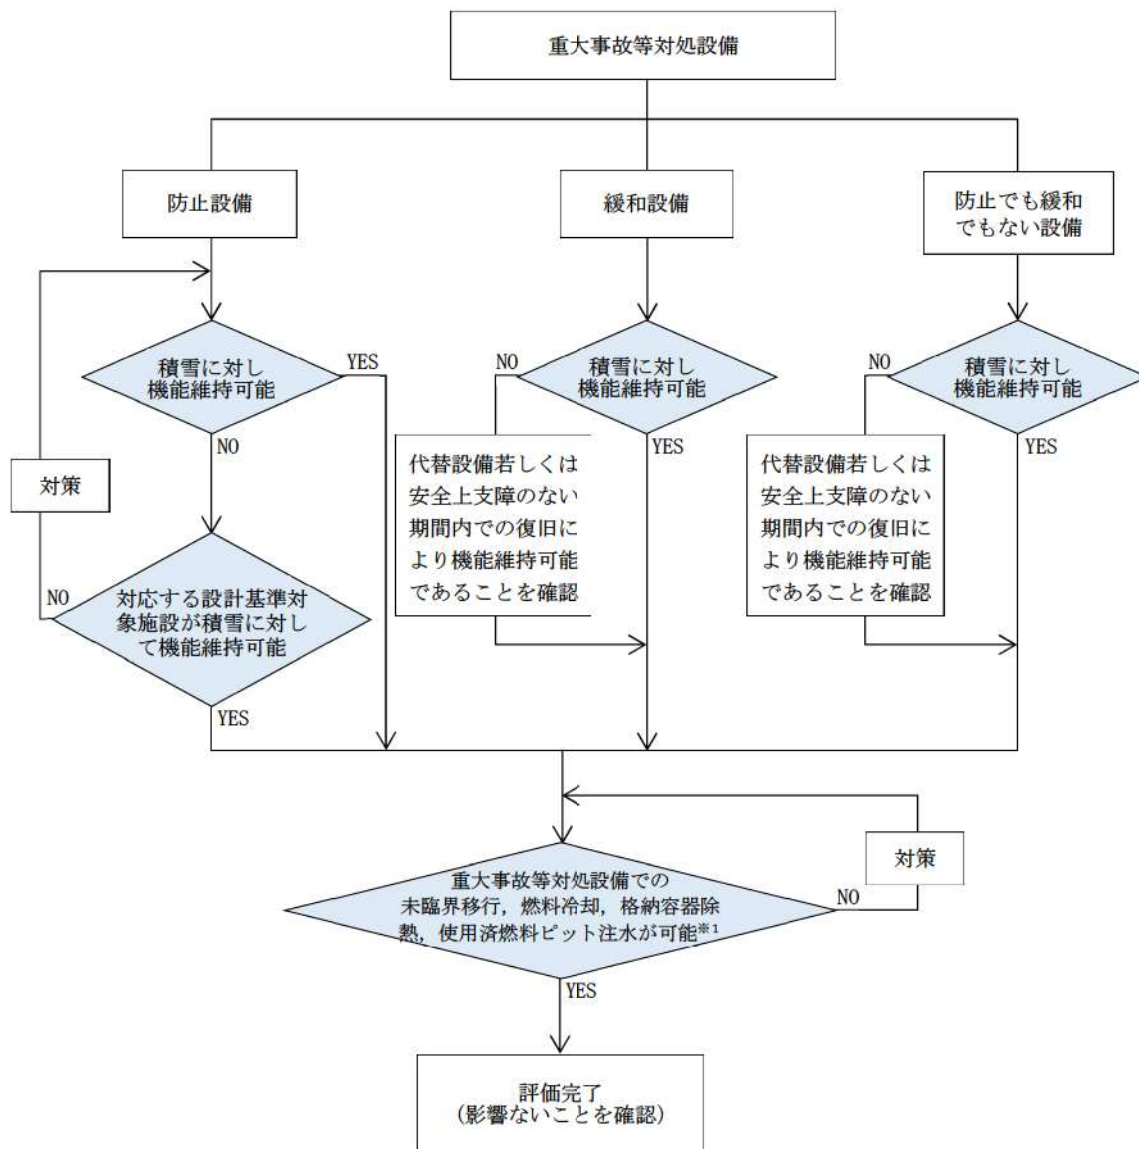 重大事故等対処設備
防止設備
緩和設備
防止でも緩和
でもない設備
積雪に対し
機能維持可能
YES
NO
対応する設計基準対
象施設が積雪に対し
て機能維持可能
NO
対策
YES
積雪に対し
機能維持可能
NO
YES
代替設備若しくは
安全上支障のない
期間内での復旧に
より機能維持可能
であることを確認
積雪に対し
機能維持可能
NO
YES
代替設備若しくは
安全上支障のない
期間内での復旧に
より機能維持可能
であることを確認
重大事故等対処設備での
未臨界移行，燃料冷却，格納容器除
熱，使用済燃料ピット注水が可能※1
NO
対策
YES
評価完了
（影響ないことを確認）